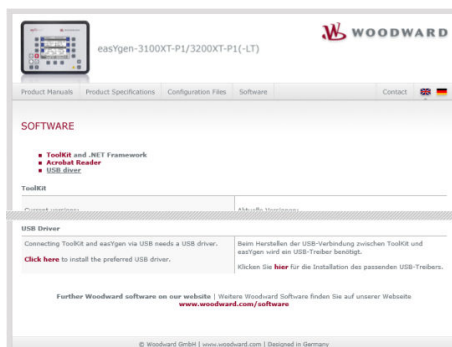 WOODWARD
easYgen-3100XT-P1/3200XT-P1(-LT)
Product Manuals Product Specifications Configuration Files Software Contact
SOFTWARE
ToolKit and .NET Framework
Acrobat Reader
USB diver
ToolKit
USB Driver
Connecting ToolKit and easYgen via USB needs a USB driver.
Click here to install the preferred USB driver.
Beim Herstellen der USB-Verbindung zwischen ToolKit und
easYgen wird ein USB-Treiber benötigt.
Klicken Sie hier für die Installation des passenden USB-Treibers.
Further Woodward software on our website | Weitere Woodward Software finden Sie auf unserer Webseite
www.woodward.com/software
© Woodward GmbH | www.woodward.com | Designed in Germany